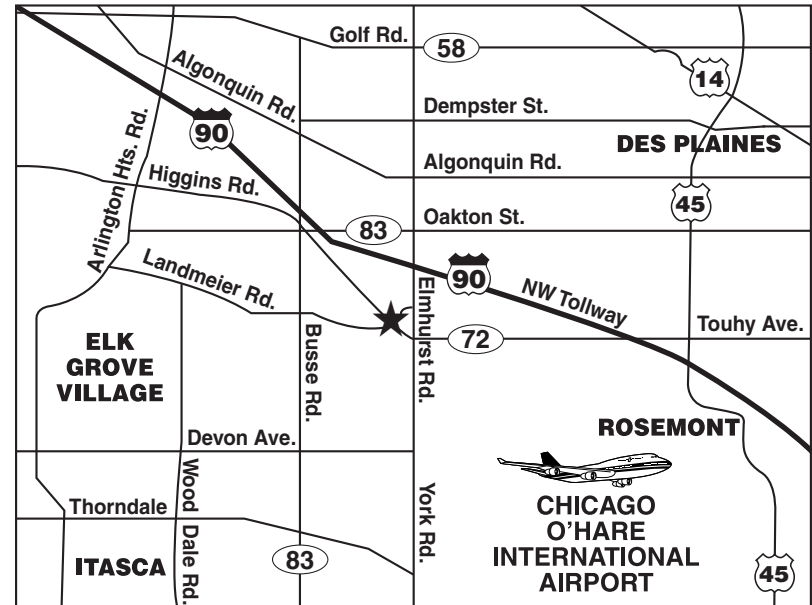 Golf Rd.
58
Algonquin Rd.
90
14
Dempster St.
DES PLAINES
Arlington Hts. Rd.
Higgins Rd.
Algonquin Rd.
45
83
Oakton St.
Landmeier Rd.
90
NW Tollway
Elmhurst Rd.
72
Touhy Ave.
ELK
GROVE
VILLAGE
Busse Rd.
ROSEMONT
Devon Ave.
Wood Dale Rd.
York Rd.
Thorndale
CHICAGO
O'HARE
INTERNATIONAL
AIRPORT
ITASCA
83
45